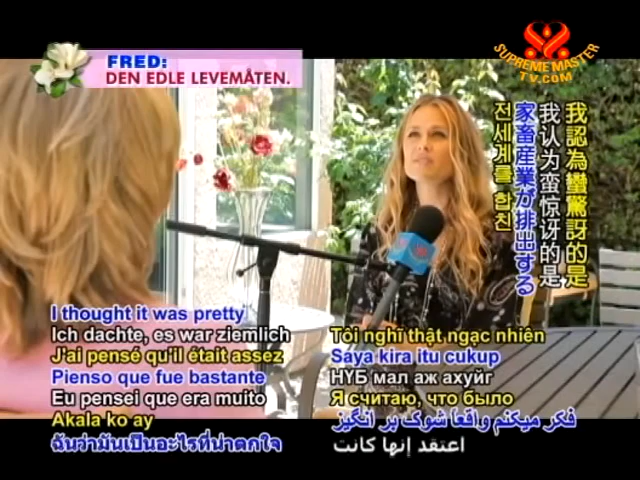 FRED:
DEN EDLE LEVEMÅTEN.
SUPREME MASTER
TV.COM
我認為蠻驚訝的是
我认为蛮惊讶的是
家畜産業が排出する
전세계를 합친
I thought it was pretty
Ich dachte, es war ziemlich
J'ai pensé qu'il était assez
Pienso que fue bastante
Eu pensei que era muito
Akala ko ay
ฉันว่ามันเป็นอะไรที่น่าตกใจ
Tôi nghĩ thật ngạc nhiên
Saya kira itu cukup
НҮБ мал аж ахуйг
Я считаю, что было
فکر میکنم واقعاً شوک بر انگیز
اعتقد إنها كانت